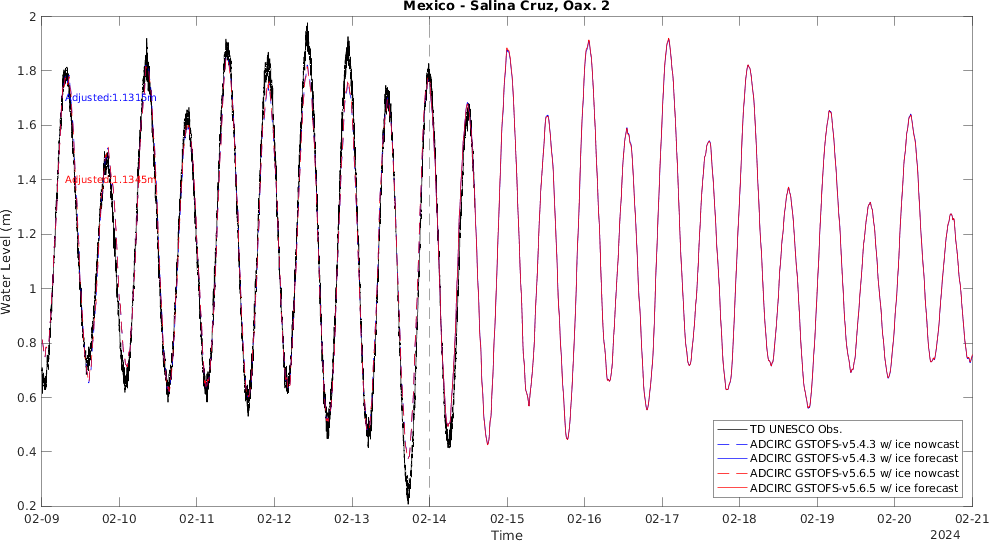 Mexico - Salina Cruz, Oax. 2
Water Level (m)
2
1.8
1.6
1.4
1.2
1
0.8
0.6
0.4
0.2
Adjusted:1.1315m
Adjusted:1.1345m
TD UNESCO Obs.
ADCIRC GSTOFS-v5.4.3 w/ ice nowcast
ADCIRC GSTOFS-v5.4.3 w/ ice forecast
ADCIRC GSTOFS-v5.6.5 w/ ice nowcast
ADCIRC GSTOFS-v5.6.5 w/ ice forecast
02-09 02-10 02-11 02-12 02-13 02-14 02-15 02-16 02-17 02-18 02-19 02-20 02-21
Time
2024